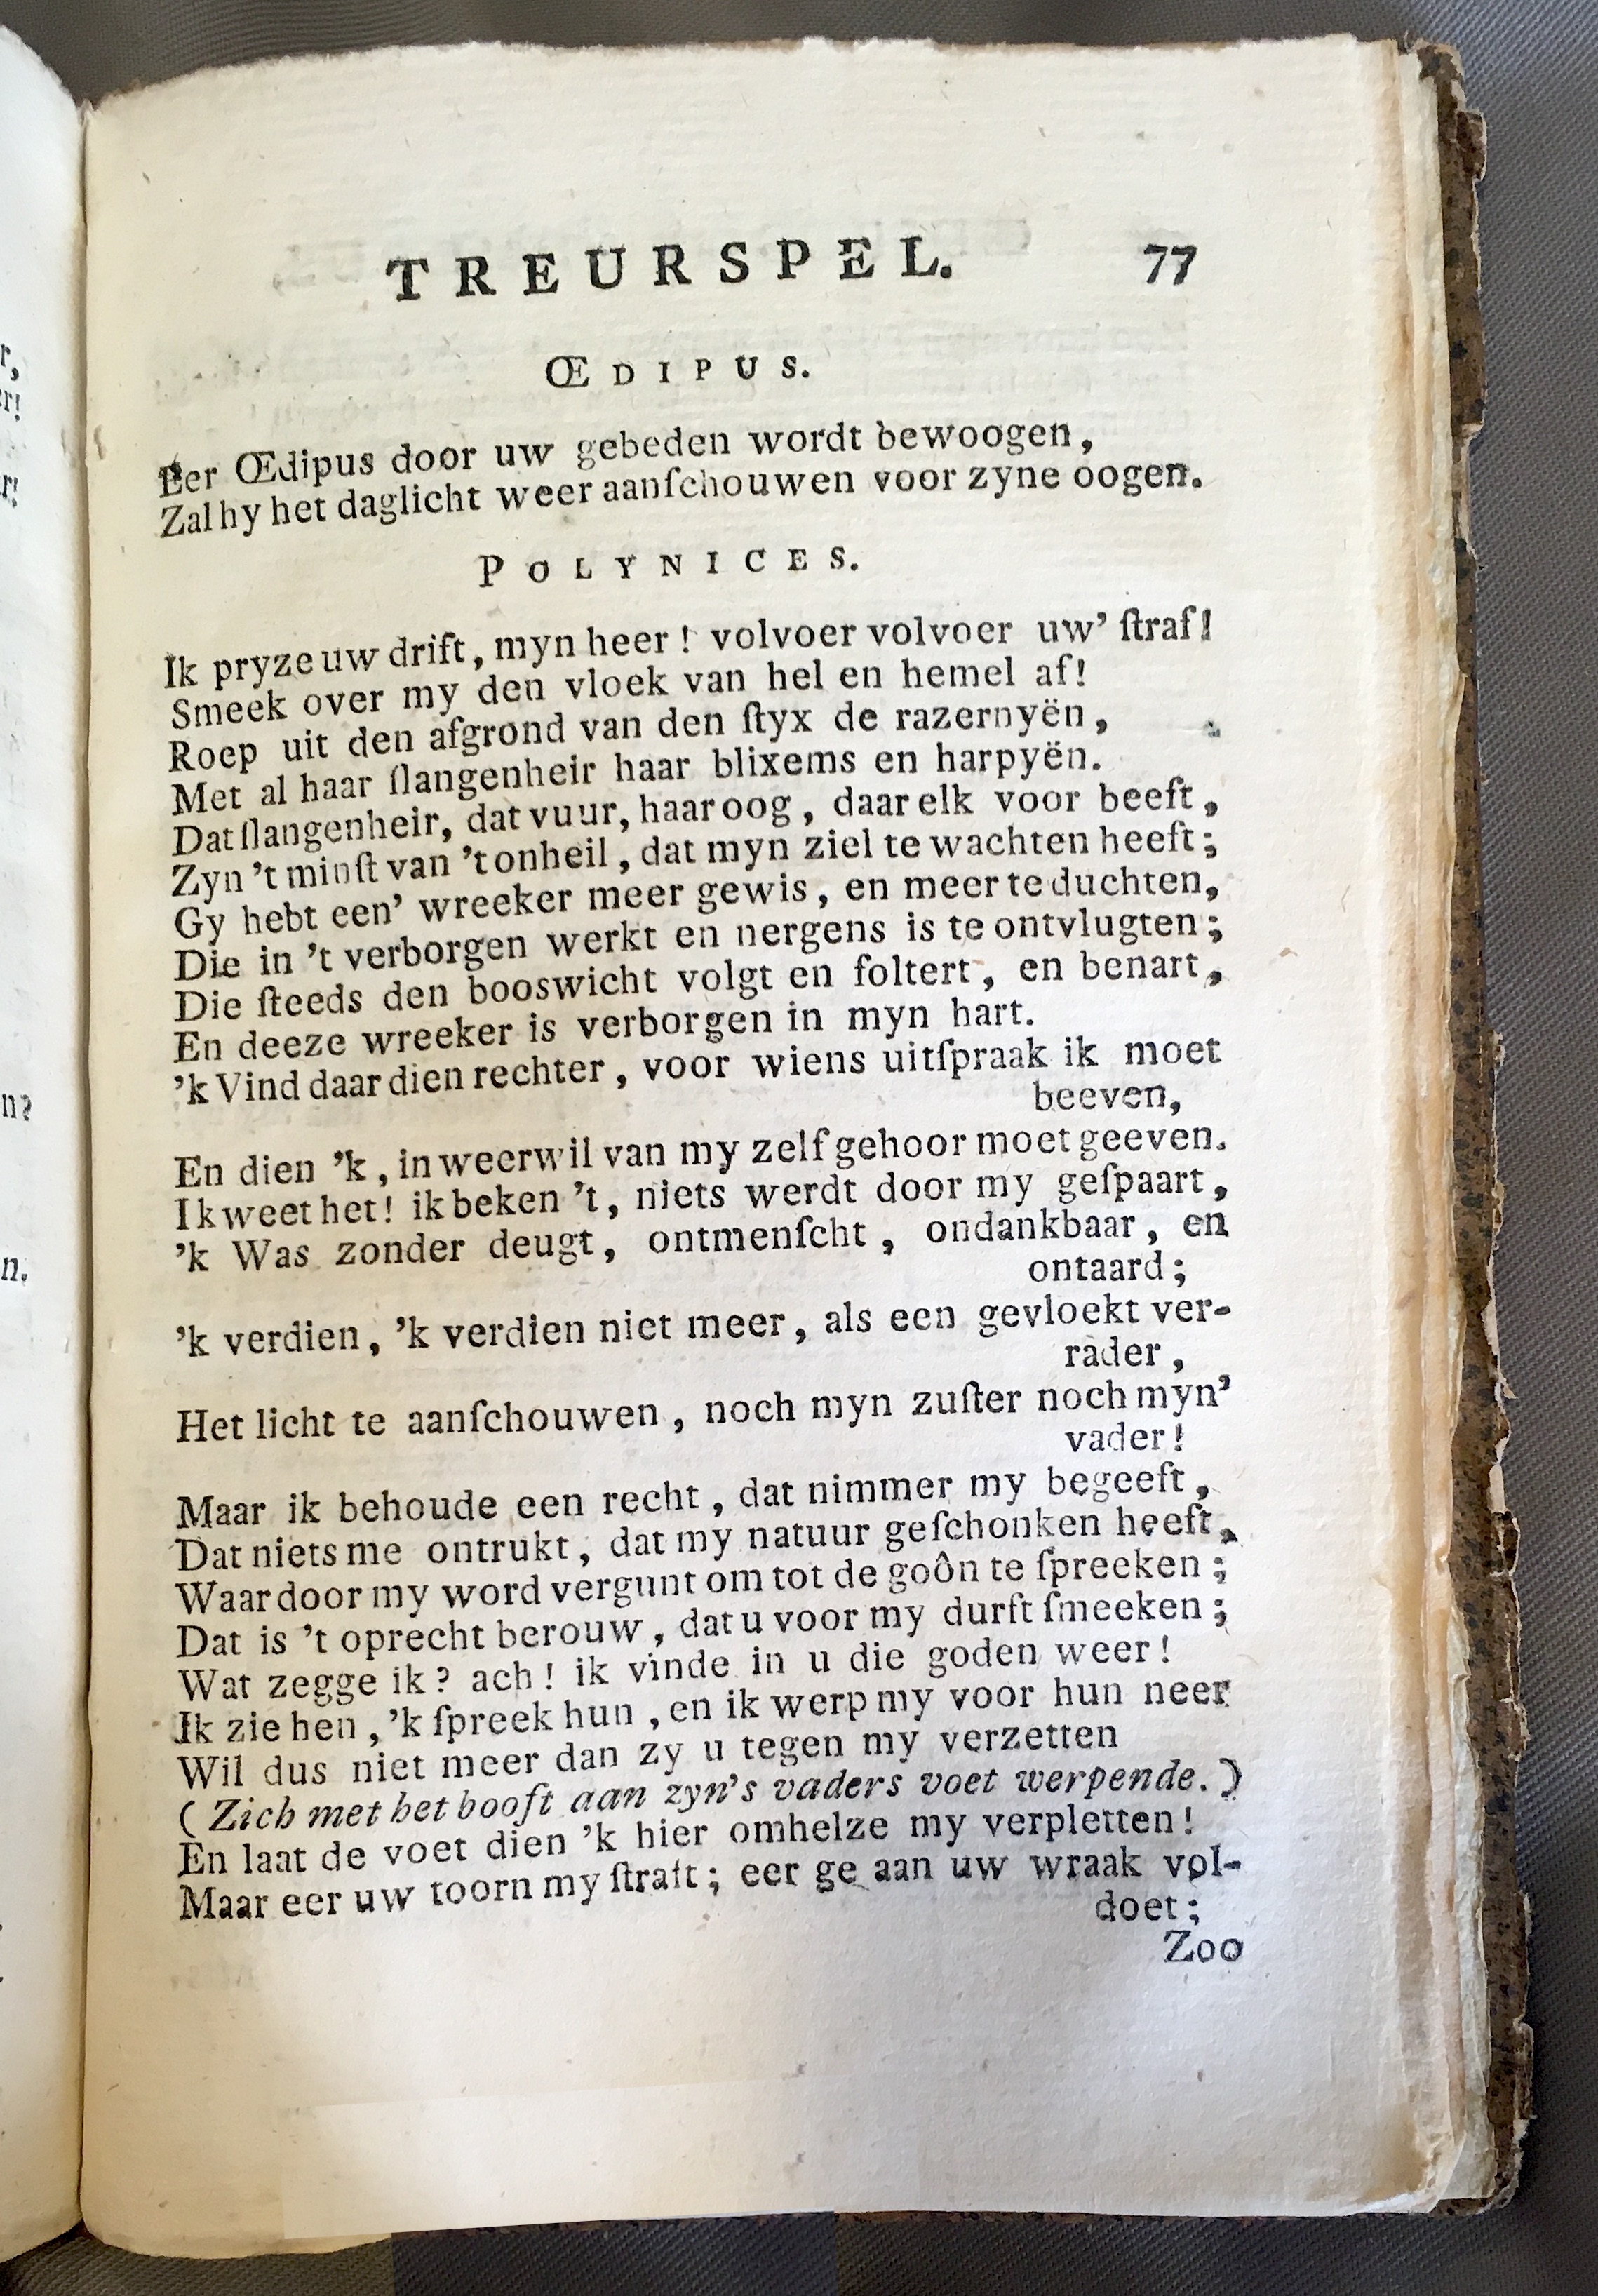 TREURSPEL. 77
ŒDIPUS.
Eer Œdipus door uw gebeden wordt bewoogen,
Zal hy het daglicht weer aanſchouwen voor zyne oogen.
POLYNICES.
Ik pryze uw drift, myn heer! volvoer volvoer uw' ſtraf!
Smeek over my den vloek van hel en hemel af!
Roep uit den afgrond van den ſtyx de razernyën,
Met al haar ſlangenheir haar blixems en harpyën.
Dat ſlangenheir, dat vuur, haar oog, daar elk voor beeft,
Zyn 't minſt van 't onheil, dat myn ziel te wachten heeft;
Gy hebt een' wreeker meer gewis, en meer te duchten,
Die in 't verborgen werkt en nergens is te ontvlugten;
Die ſteeds den booswicht volgt en foltert, en benart,
En deeze wreeker is verborgen in myn hart.
'k Vind daar dien rechter, voor wiens uitſpraak ik moet
beeven,
En dien 'k, in weerwil van my zelf gehoor moet geeven.
Ik weet het! ik beken 't, niets werdt door my geſpaart,
'k Was zonder deugt, ontmenſcht, ondankbaar, en
ontaard;
'k verdien, 'k verdien niet meer, als een gevloekt ver-
rader,
Het licht te aanſchouwen, noch myn zuſter noch myn'
vader!
Maar ik behoude een recht, dat nimmer my begeeft,
Dat niets me ontrukt, dat my natuur geſchonken heeft,
Waardoor my word vergunt om tot de goôn te ſpreeken;
Dat is 't oprecht berouw, dat u voor my durft ſmeeken;
Wat zegge ik? ach! ik vinde in u die goden weer!
Ik zie hen, 'k ſpreek hun, en ik werp my voor hun neer
Wil dus niet meer dan zy u tegen my verzetten
(Zich met het hooft aan zyn's vaders voet werpende.)
En laat de voet dien 'k hier omhelze my verpletten!
Maar eer uw toorn my ſtraft; eer ge aan uw wraak vol-
doet;
Zoo
r,
er!
r!
n?
n.